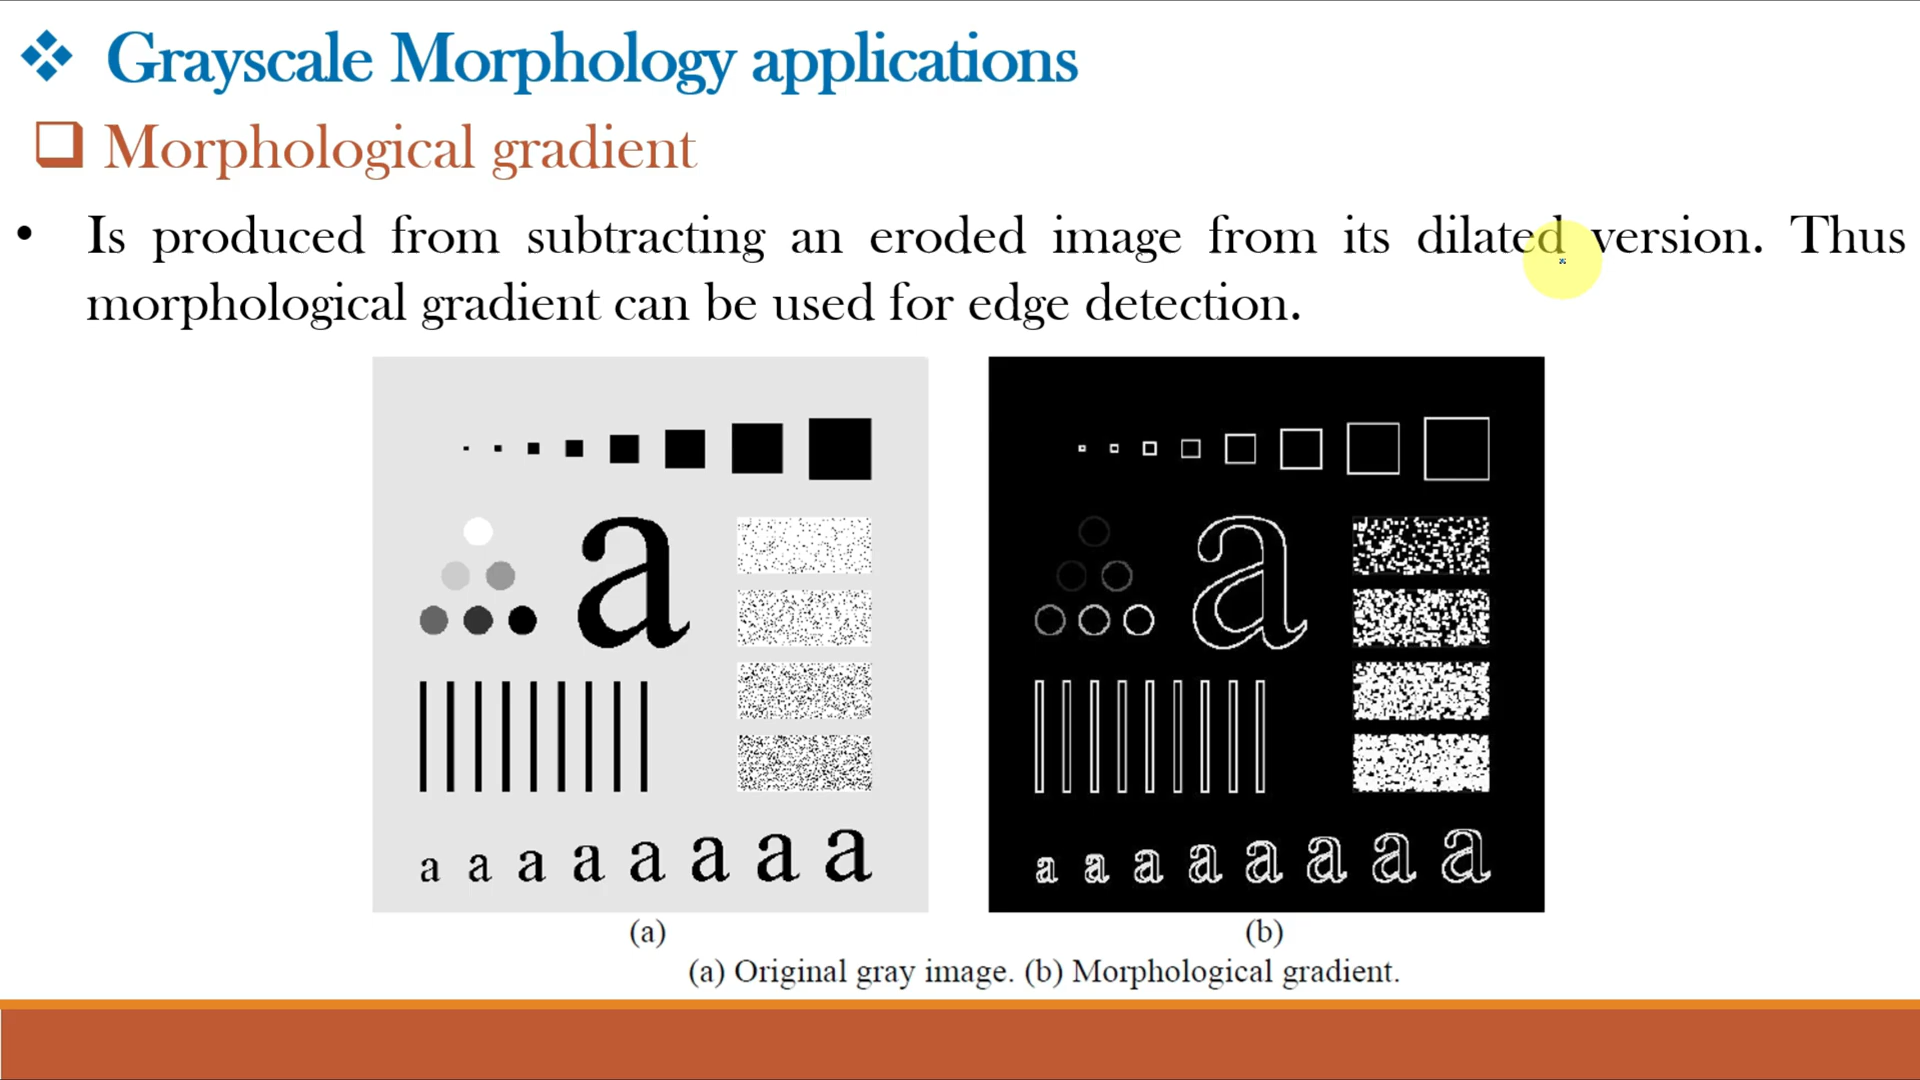 Grayscale Morphology applications
Morphological gradient
• Is produced from subtracting an eroded image from its dilated version. Thus
morphological gradient can be used for edge detection.
a
a
a a a a a a a a
a a a a a a a a
(a) (b)
(a) Original gray image. (b) Morphological gradient.